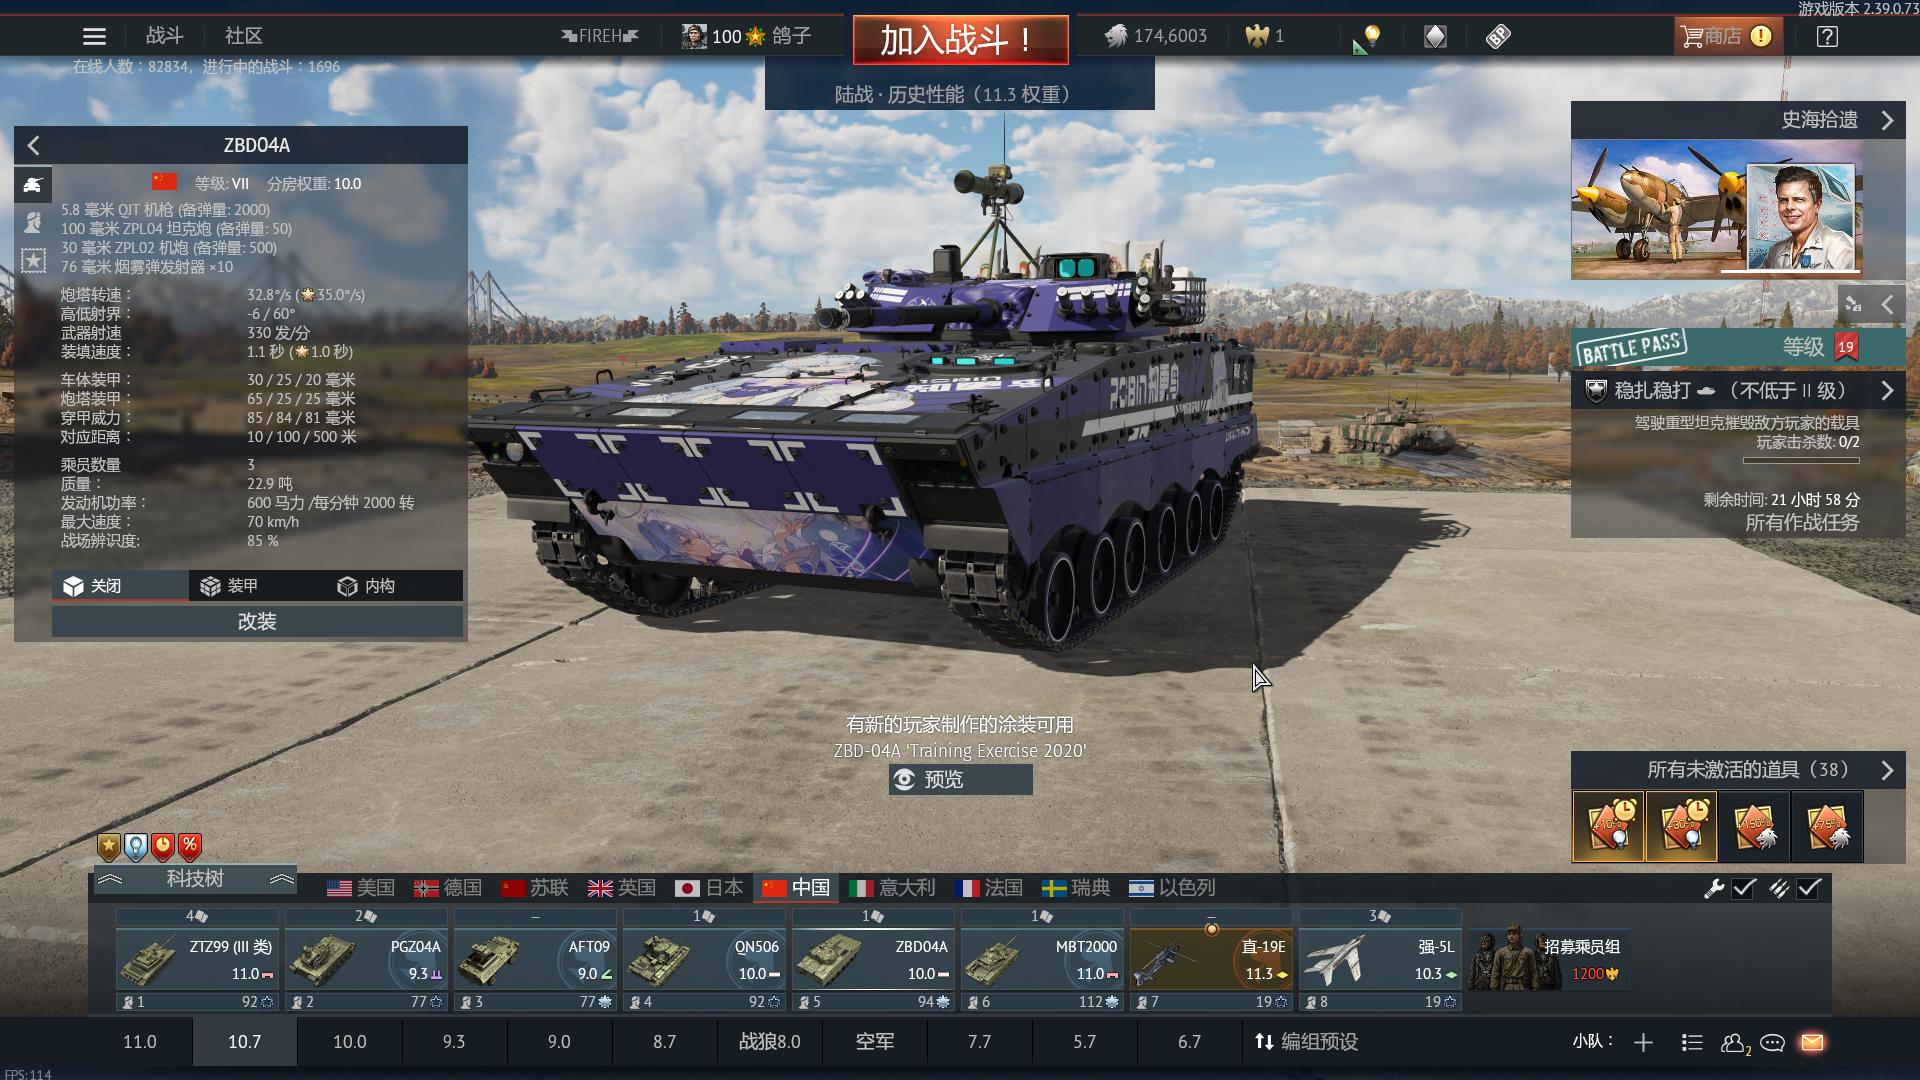 游戏版本 2.39.0.73
战斗
社区
FIREH
100
鸽子
加入战斗！
174,6003
1
商店
在线人数：82834，进行中的战斗：1696
陆战 · 历史性能（11.3 权重）
ZBD04A
等级: VII 分房权重: 10.0
5.8 毫米 QJT 机枪 (备弹量: 2000)
100 毫米 ZPL04 坦克炮 (备弹量: 50)
30 毫米 ZPL02 机炮 (备弹量: 500)
76 毫米 烟雾弹发射器 ×10
炮塔转速： 32.8°/s (35.0°/s)
高低射界： -6 / 60°
武器射速 330 发/分
装填速度： 1.1 秒 (1.0 秒)
车体装甲： 30 / 25 / 20 毫米
炮塔装甲： 65 / 25 / 25 毫米
穿甲威力： 85 / 84 / 81 毫米
对应距离： 10 / 100 / 500 米
乘员数量 3
质量： 22.9 吨
发动机功率： 600 马力 /每分钟 2000 转
最大速度： 70 km/h
战场辨识度: 85 %
关闭
装甲
内构
改装
史海拾遗
BATTLE PASS
等级 19
稳扎稳打 （不低于 II 级）
驾驶重型坦克摧毁敌方玩家的载具
玩家击杀数: 0/2
剩余时间: 21 小时 58 分
所有作战任务
有新的玩家制作的涂装可用
ZBD-04A 'Training Exercise 2020'
预览
所有未激活的道具（38）
+10%
+30%
+150%
+75%
科技树
美国
德国
苏联
英国
日本
中国
意大利
法国
瑞典
以色列
4
2
–
1
1
1
–
3
ZTZ99 (III 类)
11.0
PGZ04A
9.3
AFT09
9.0
QN506
10.0
ZBD04A
10.0
MBT2000
11.0
直-19E
11.3
强-5L
10.3
招募乘员组
1200
1 92
2 77
3 77
4 92
5 94
6 112
7 19
8 19
11.0
10.7
10.0
9.3
9.0
8.7
战狼8.0
空军
7.7
5.7
6.7
编组预设
小队：
2
FPS:114